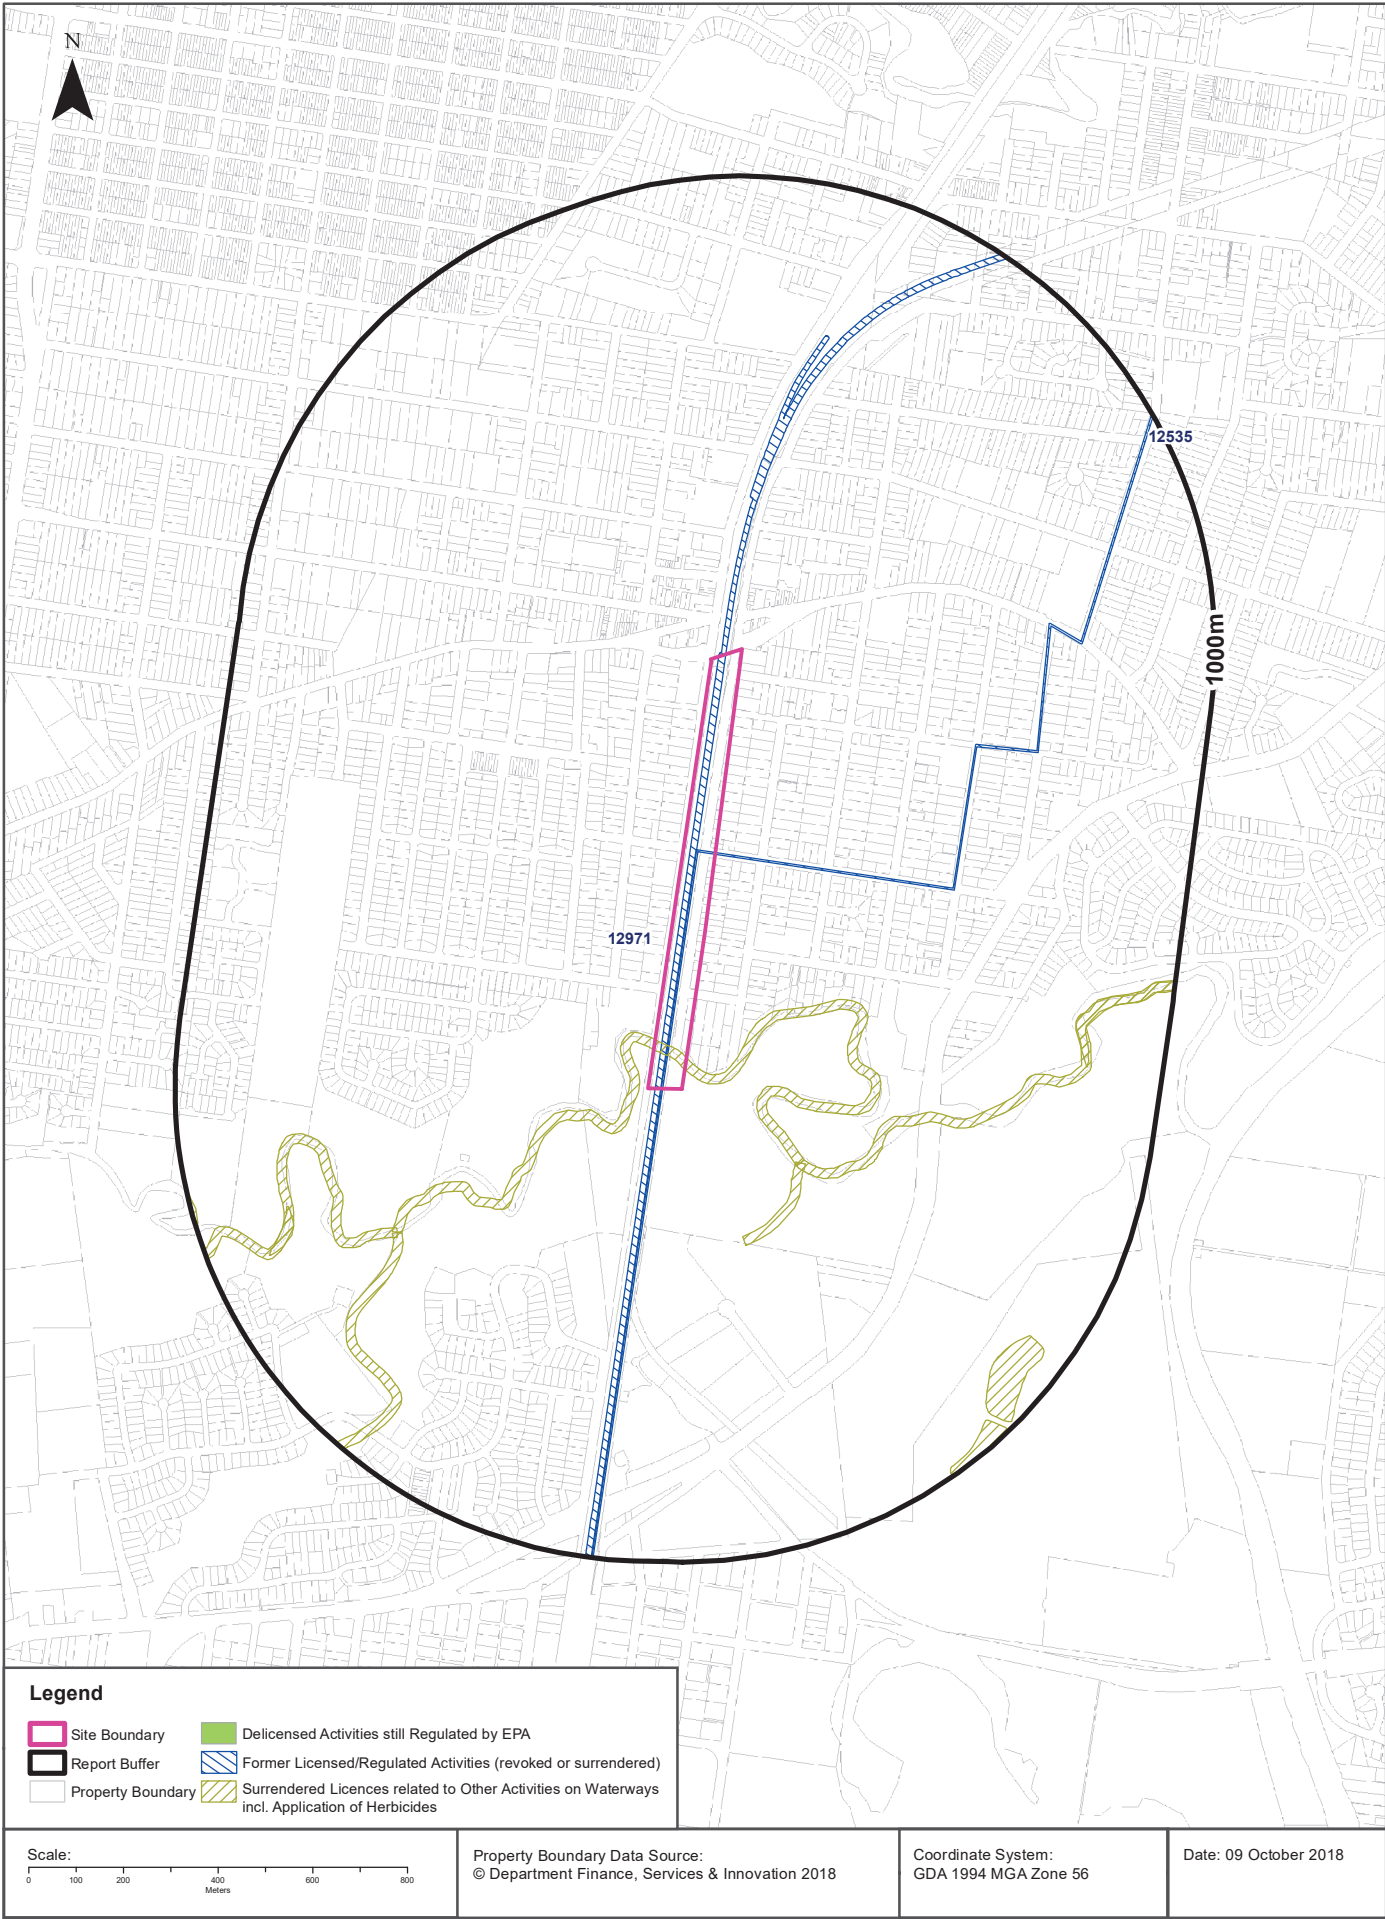 N
12535
1000m
12971
Legend
Site Boundary
Report Buffer
Property Boundary
Delicensed Activities still Regulated by EPA
Former Licensed/Regulated Activities (revoked or surrendered)
Surrendered Licences related to Other Activities on Waterways
incl. Application of Herbicides
Scale:
0 100 200 400 600 800
Meters
Property Boundary Data Source:
© Department Finance, Services & Innovation 2018
Coordinate System:
GDA 1994 MGA Zone 56
Date: 09 October 2018